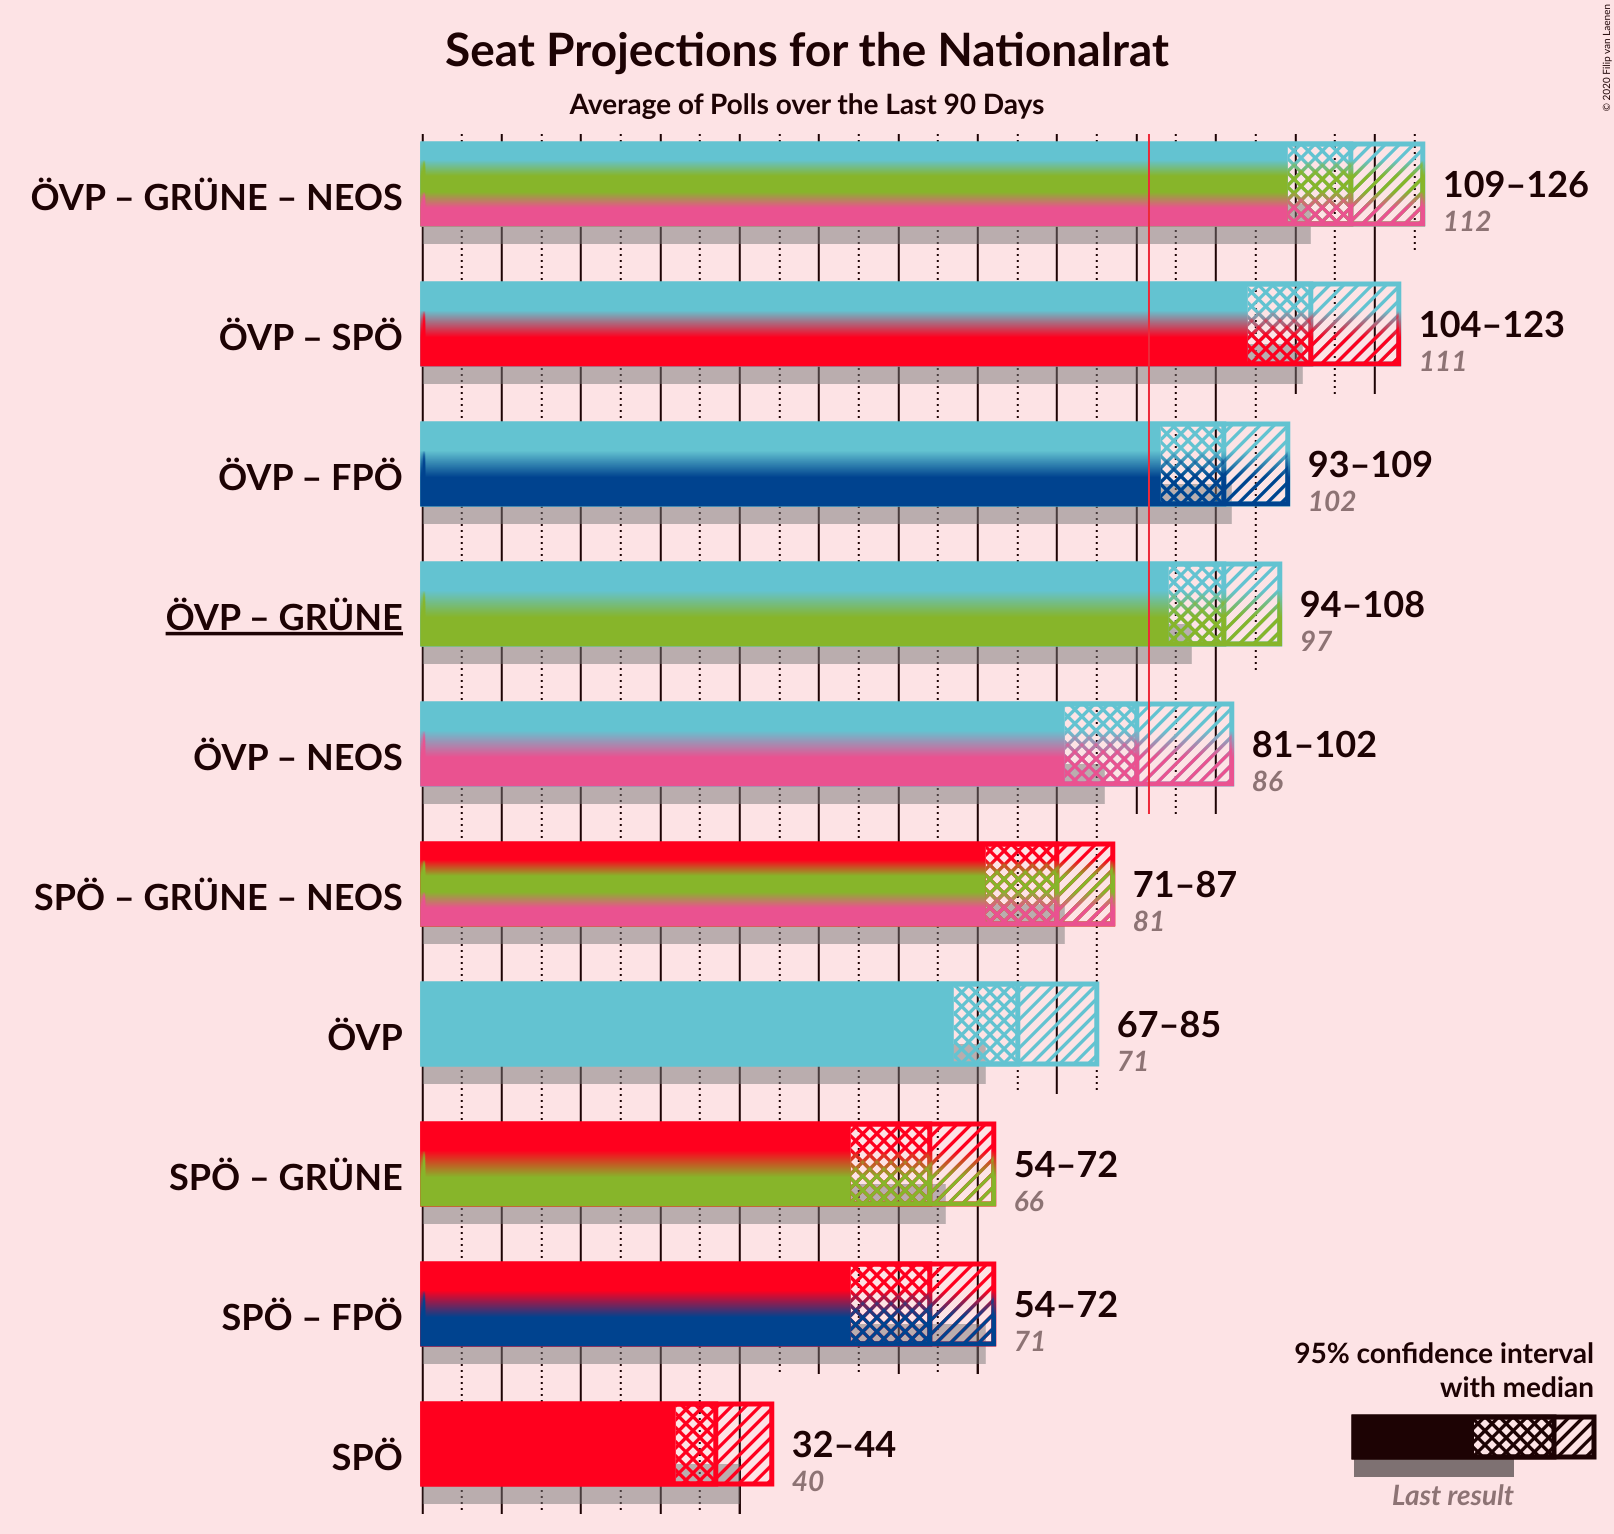 Seat Projections for the Nationalrat
Average of Polls over the Last 90 Days
© 2020 Filip van Laenen
ÖVP – GRÜNE – NEOS
109–126
112
ÖVP – SPÖ
104–123
111
ÖVP – FPÖ
93–109
102
ÖVP – GRÜNE
94–108
97
ÖVP – NEOS
81–102
86
SPÖ – GRÜNE – NEOS
71–87
81
ÖVP
67–85
71
SPÖ – GRÜNE
54–72
66
SPÖ – FPÖ
54–72
71
SPÖ
32–44
40
95% confidence interval
with median
Last result